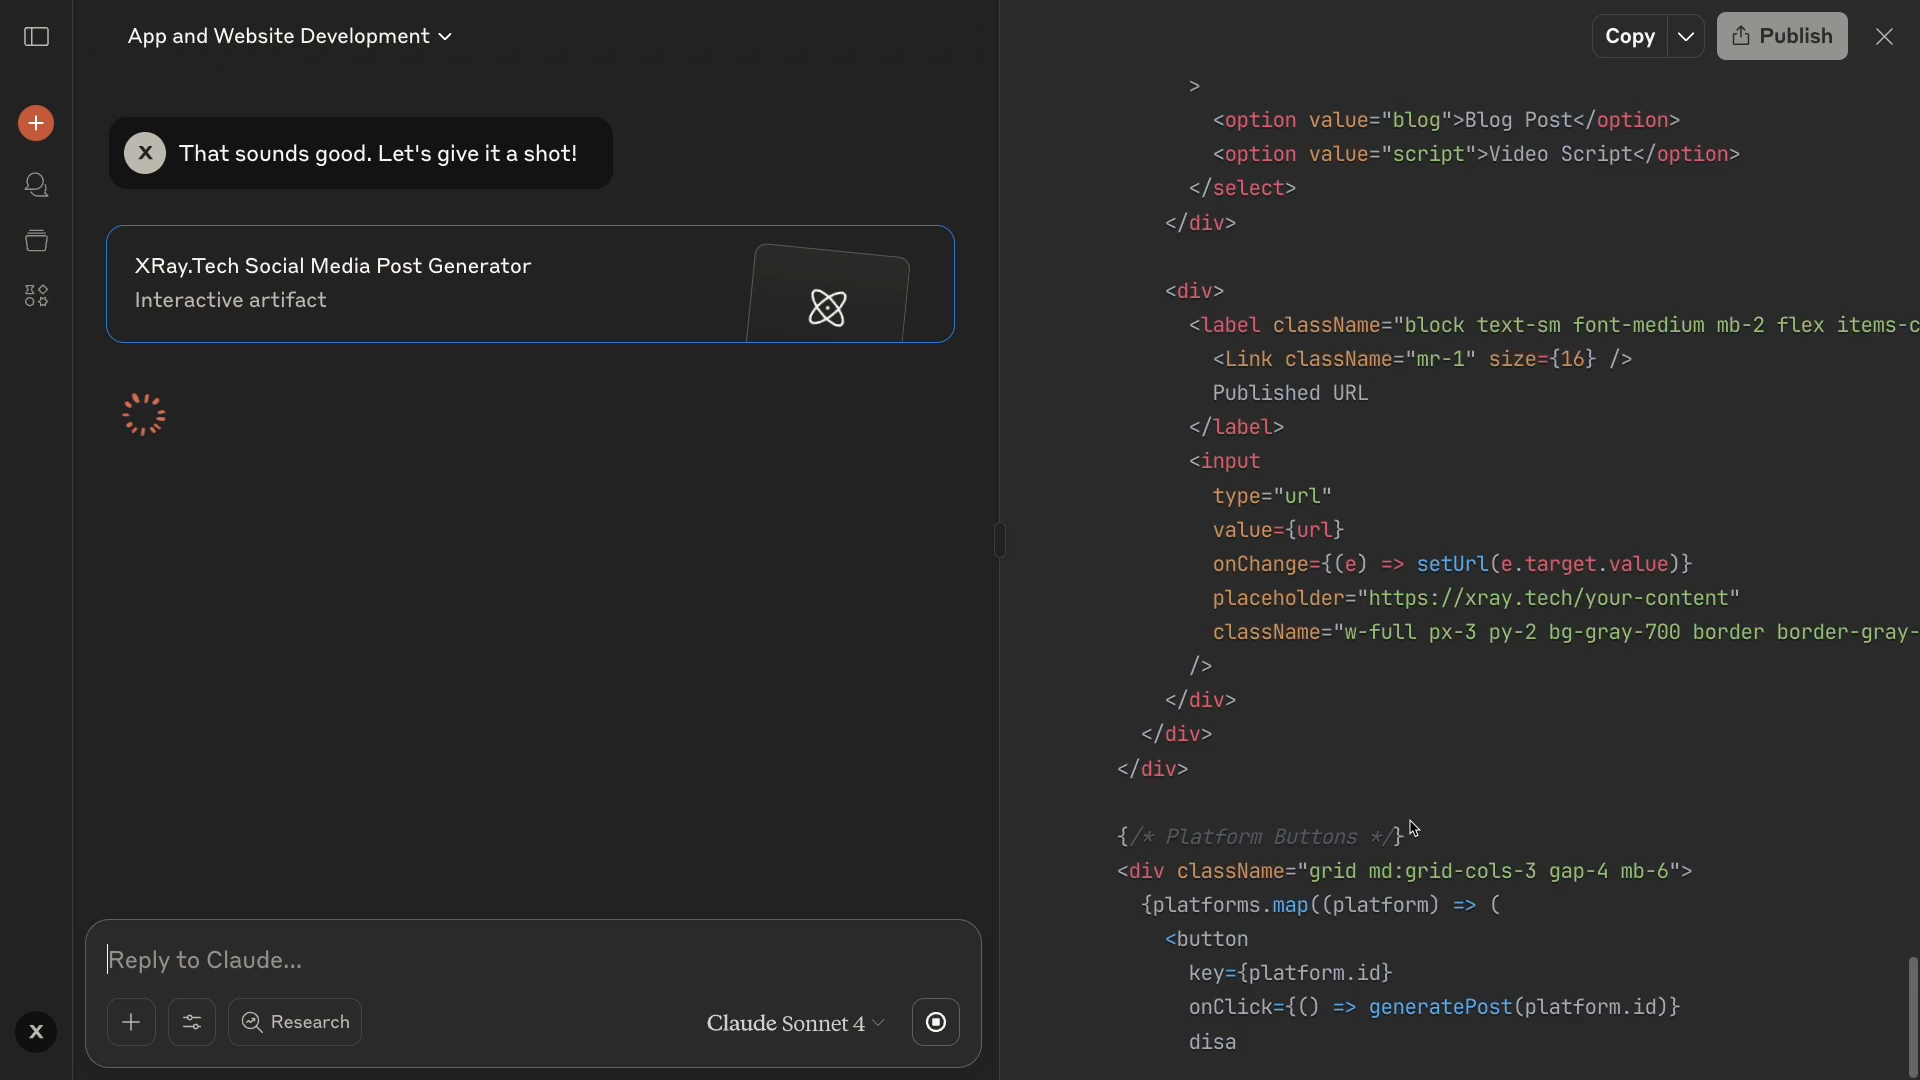 App and Website Development
Copy
Publish
X
That sounds good. Let's give it a shot!
XRay.Tech Social Media Post Generator
Interactive artifact
Reply to Claude...
Research
Claude Sonnet 4
X
>
<option value="blog">Blog Post</option>
<option value="script">Video Script</option>
</select>
</div>
<div>
<label className="block text-sm font-medium mb-2 flex items-c
<Link className="mr-1" size={16} />
Published URL
</label>
<input
type="url"
value={url}
onChange={(e) => setUrl(e.target.value)}
placeholder="https://xray.tech/your-content"
className="w-full px-3 py-2 bg-gray-700 border border-gray-
/>
</div>
</div>
</div>
{/* Platform Buttons */}
<div className="grid md:grid-cols-3 gap-4 mb-6">
{platforms.map((platform) => (
<button
key={platform.id}
onClick={() => generatePost(platform.id)}
disa